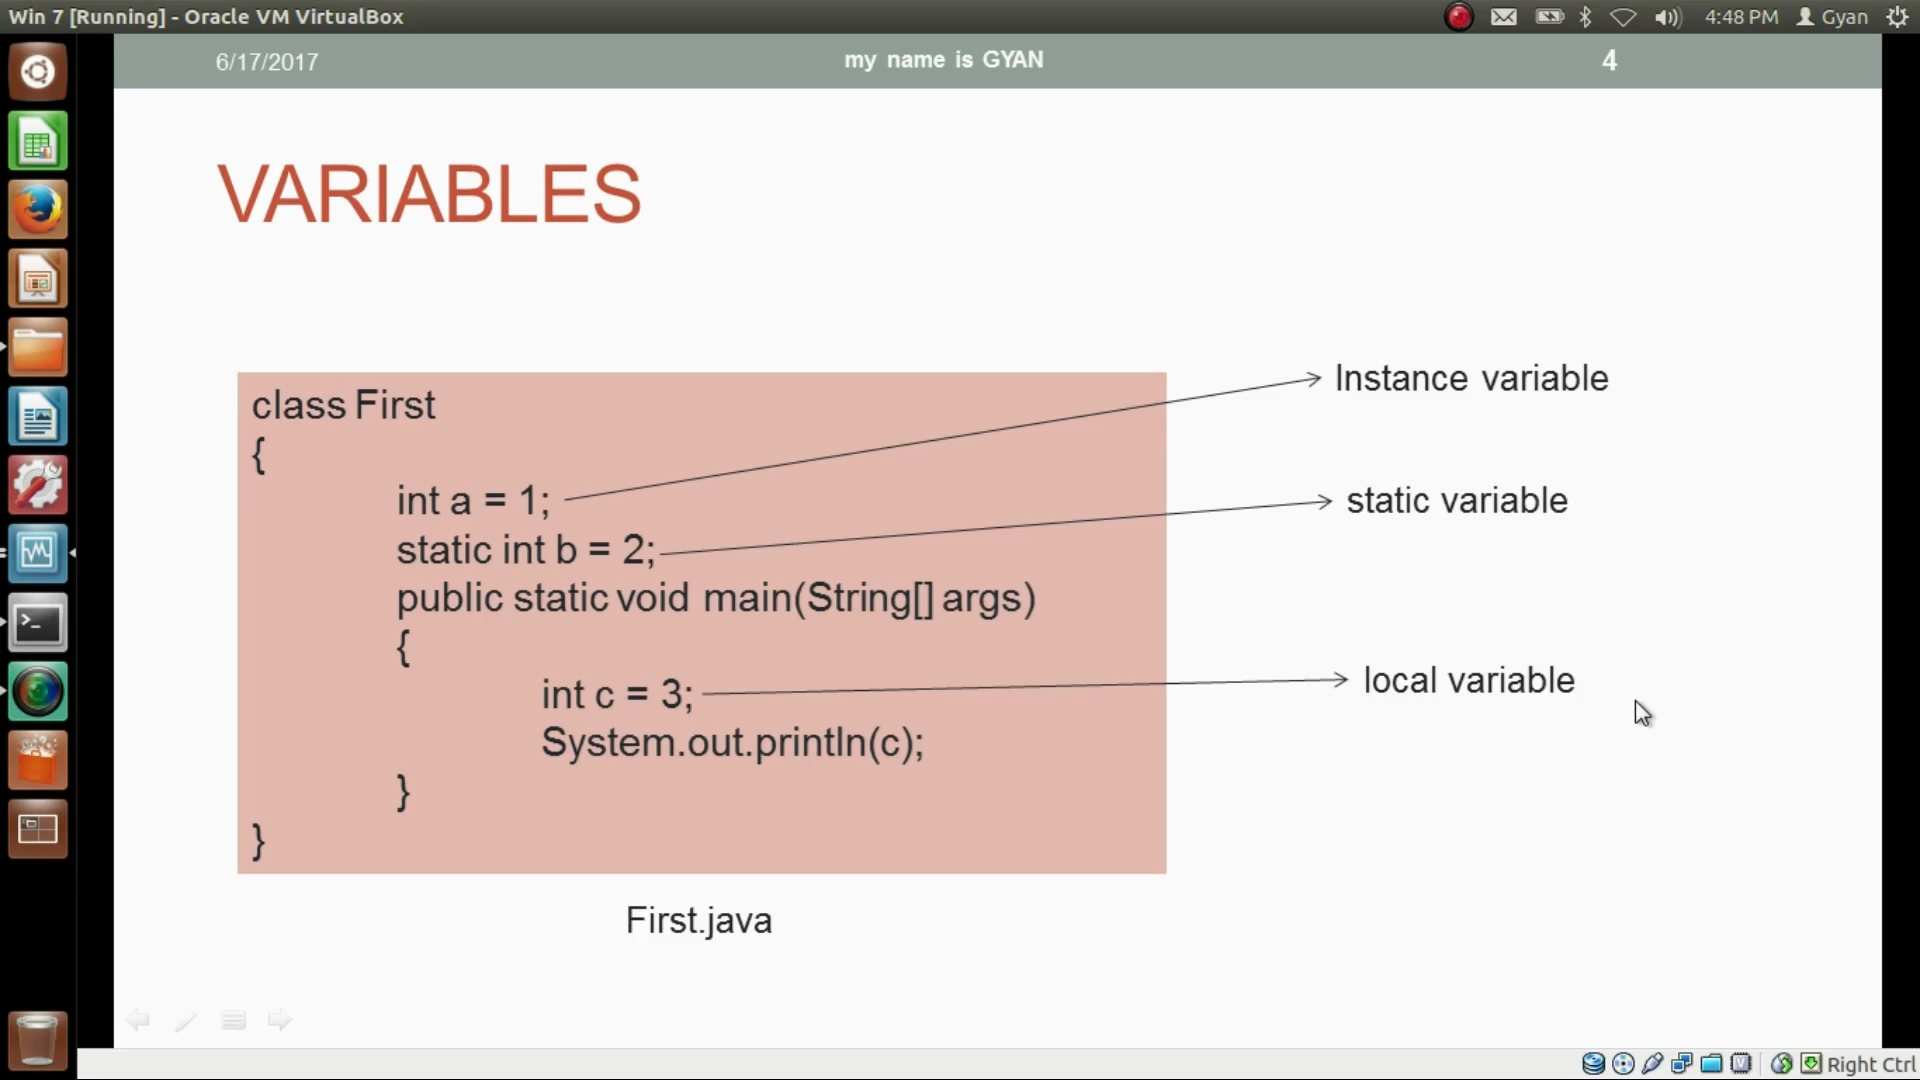 Win 7 [Running] - Oracle VM VirtualBox
4:48 PM Gyan
6/17/2017 my name is GYAN 4
VARIABLES
class First
{
int a = 1;
static int b = 2;
public static void main(String[] args)
{
int c = 3;
System.out.println(c);
}
}
Instance variable
static variable
local variable
First.java
Right Ctrl